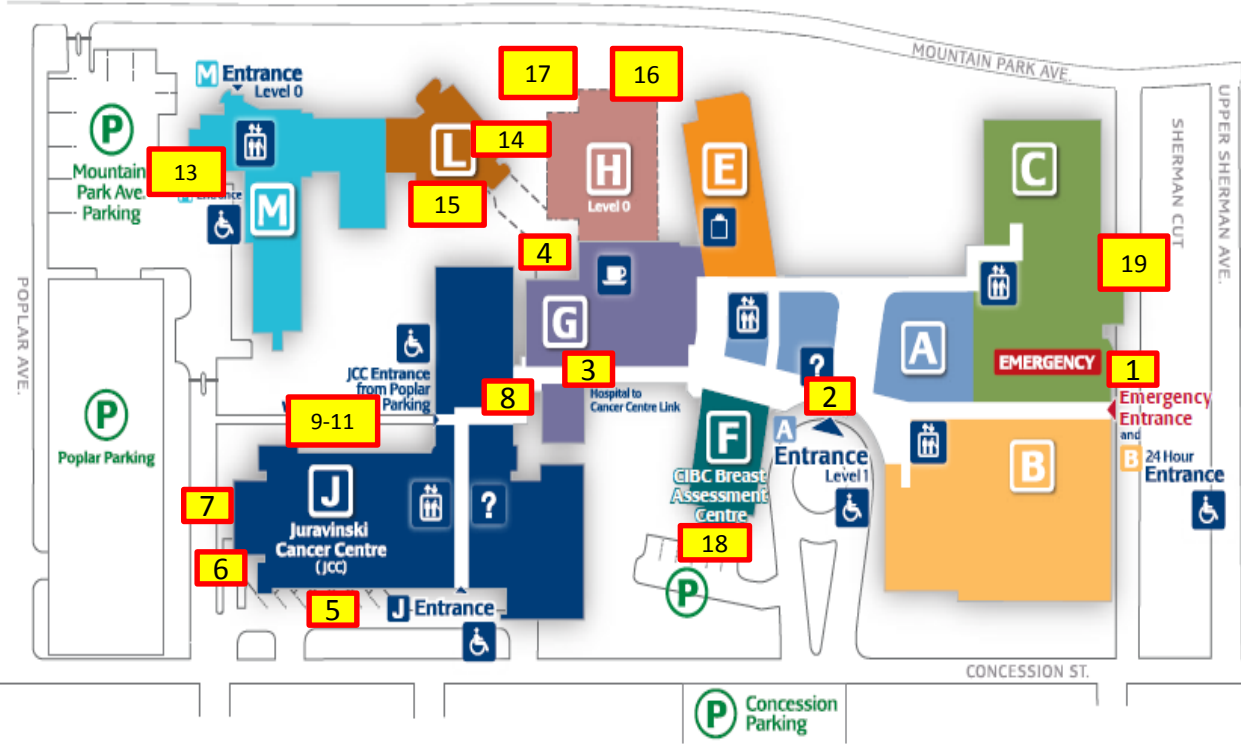 MOUNTAIN PARK AVE.
UPPER SHERMAN AVE.
SHERMAN CUT
POPLAR AVE.
CONCESSION ST.
17
16
M Entrance
Level 0
P
Mountain
Park Ave.
Parking
13
M
L
14
15
H
Level 0
E
C
4
19
G
A
EMERGENCY
1
Emergency
Entrance
and
B 24 Hour
Entrance
JCC Entrance
from Poplar
Parking
3
8
Hospital to
Cancer Centre Link
?
2
A
Entrance
Level 1
9-11
P
Poplar Parking
F
CIBC Breast
Assessment
Centre
B
J
Juravinski
Cancer Centre
(JCC)
?
7
6
5
J Entrance
18
P
P
Concession
Parking